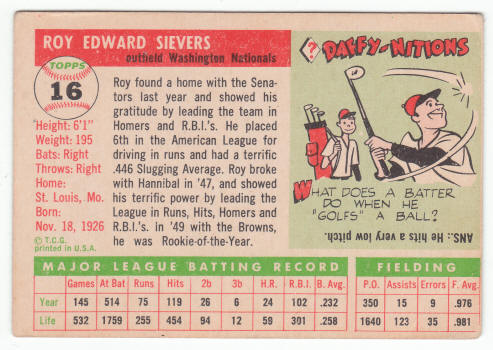 ROY EDWARD SIEVERS
outfield Washington Nationals
TOPPS
16
Height: 6'1"
Weight: 195
Bats: Right
Throws: Right
Home:
St. Louis, Mo.
Born:
Nov. 18, 1926
© T.C.G.
printed in U.S.A.
Roy found a home with the Sena-
tors last year and showed his
gratitude by leading the team in
Homers and R.B.I.'s. He placed
6th in the American League for
driving in runs and had a terrific
.446 Slugging Average. Roy broke
with Hannibal in '47, and showed
his terrific power by leading the
League in Runs, Hits, Homers and
R.B.I.'s in '49 with the Browns,
he was Rookie-of-the-Year.
? DAFFY-NITIONS
WHAT DOES A BATTER
DO WHEN HE
"GOLFS" A BALL?
ANS.: He hits a very low pitch.
MAJOR LEAGUE BATTING RECORD FIELDING
Games At Bat Runs Hits 2b 3b H.R. R.B.I. B. Avg. P.O. Assists Errors F. Avg.
Year 145 514 75 119 26 6 24 102 .232 350 15 9 .976
Life 532 1759 255 454 94 12 59 301 .258 1640 123 35 .981